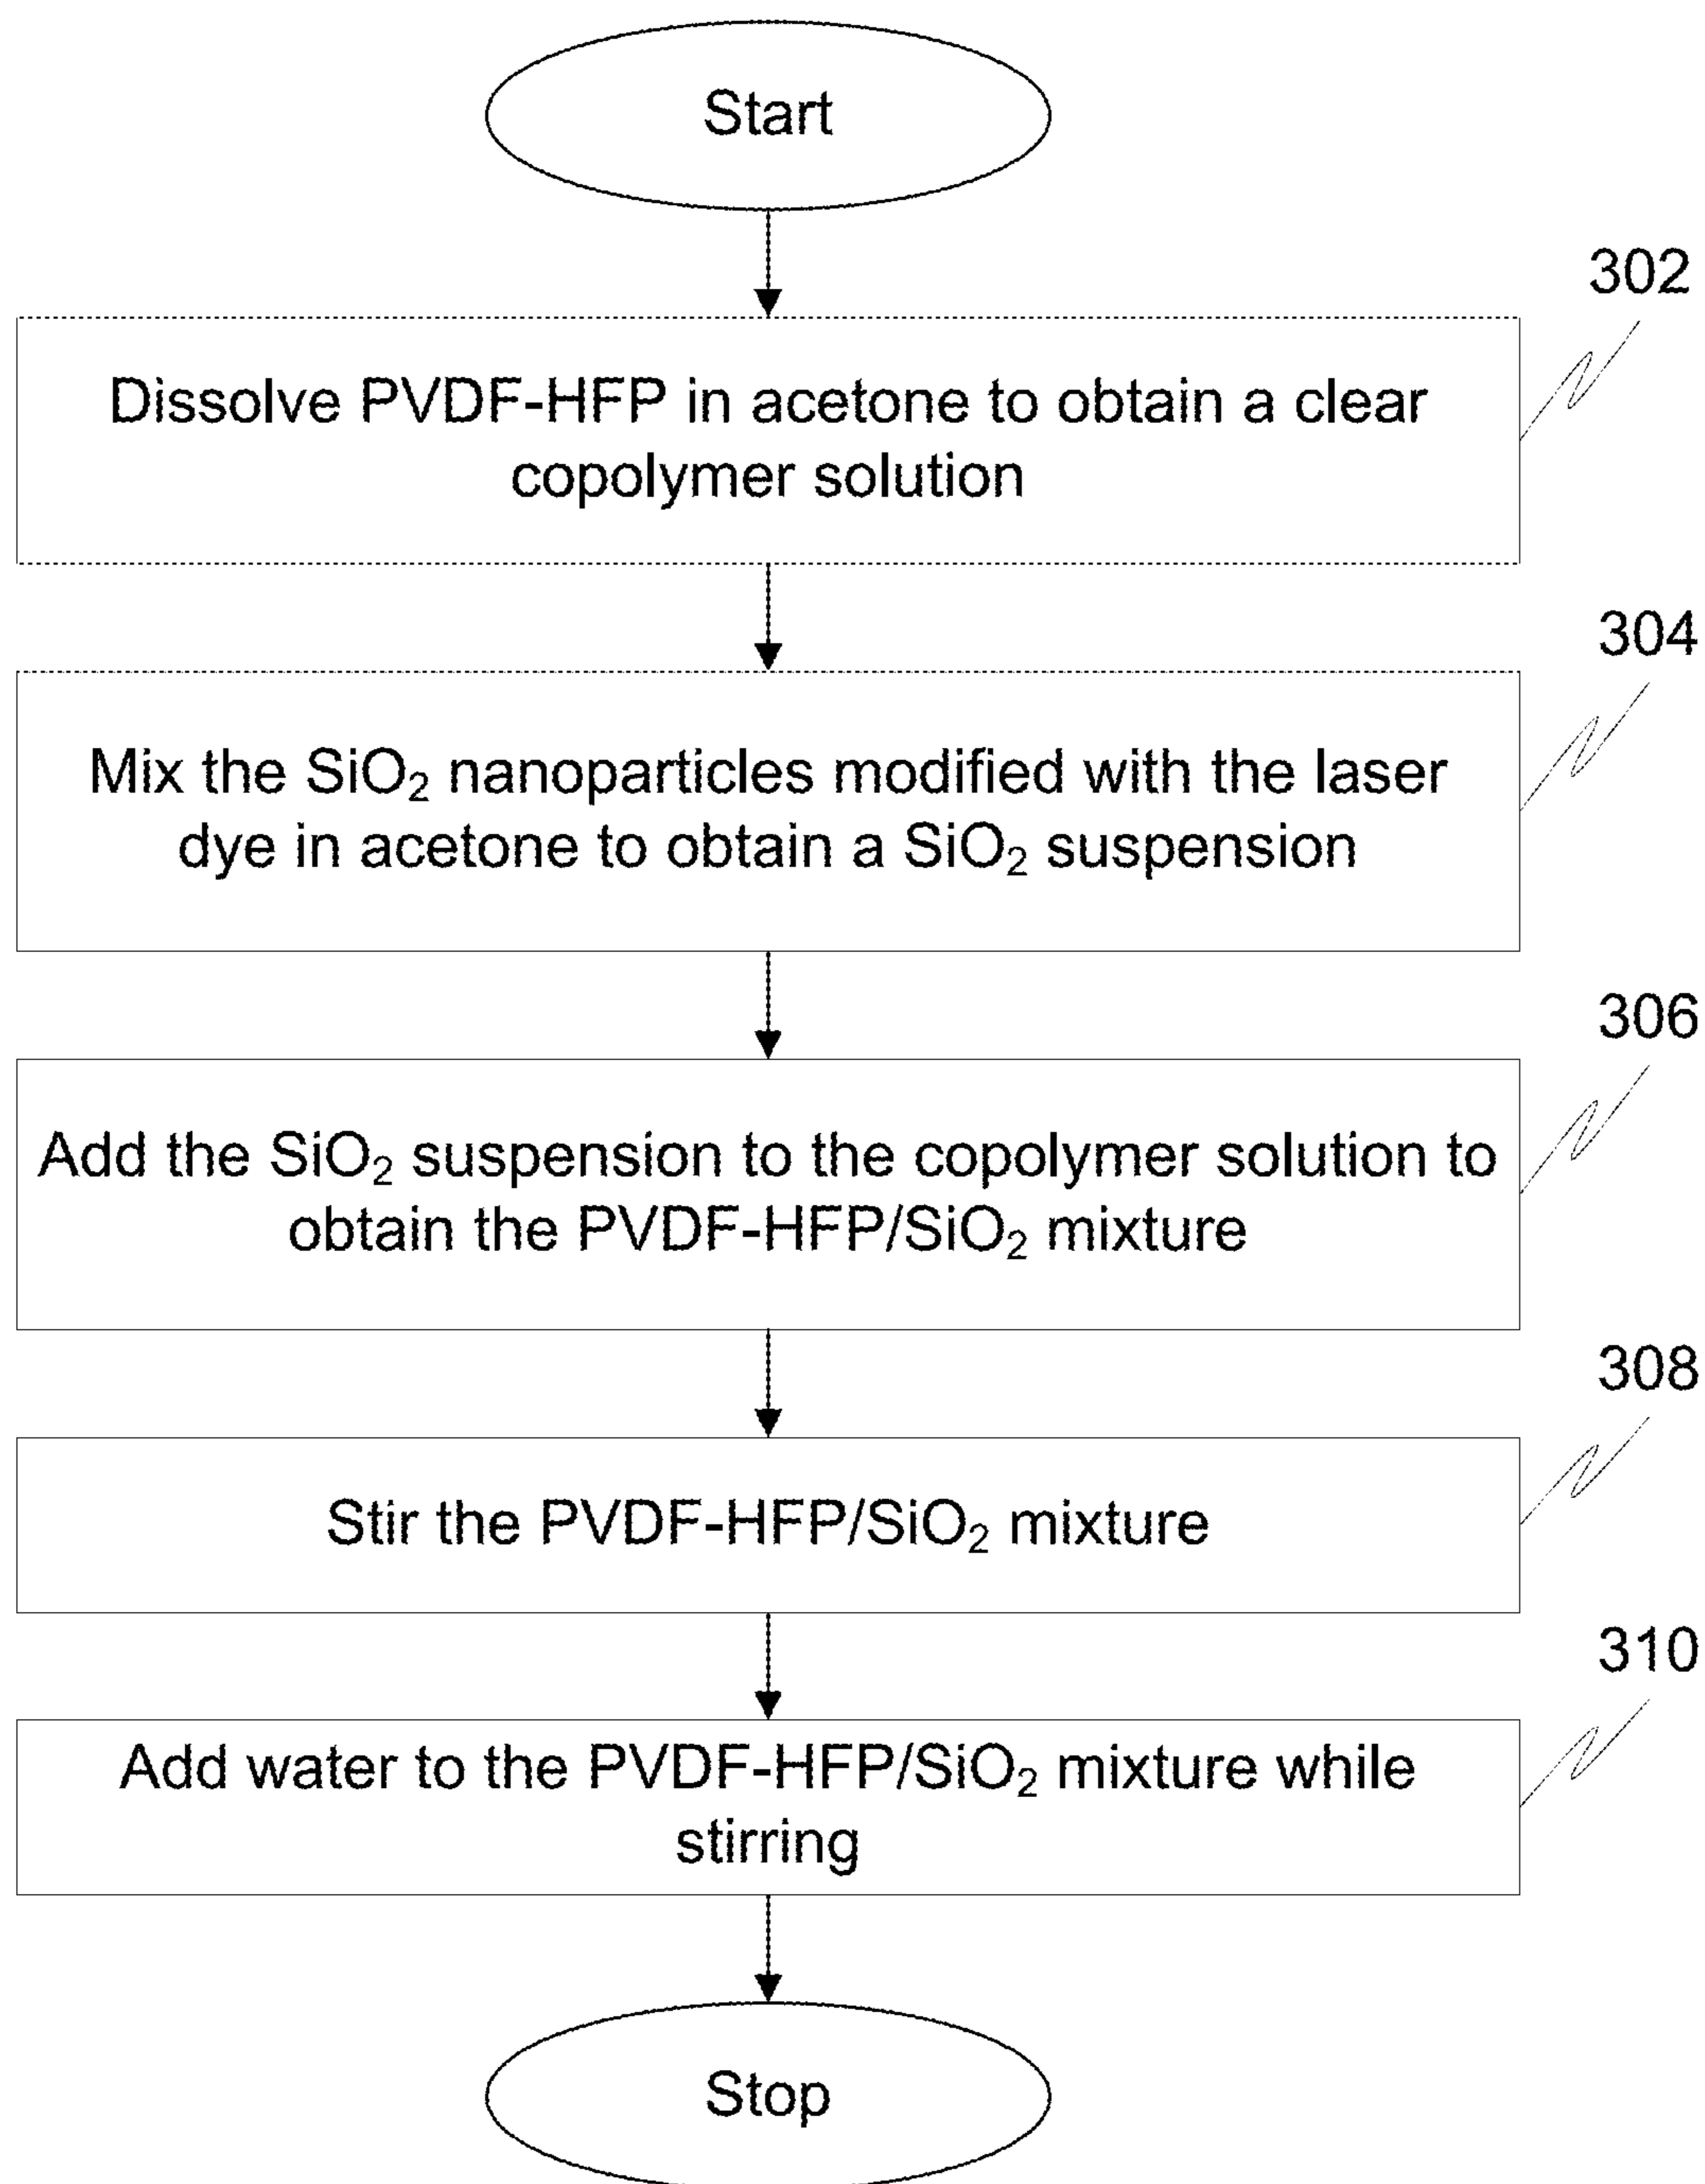 Start
302
Dissolve PVDF-HFP in acetone to obtain a clear
copolymer solution
304
Mix the SiO₂ nanoparticles modified with the laser
dye in acetone to obtain a SiO₂ suspension
306
Add the SiO₂ suspension to the copolymer solution to
obtain the PVDF-HFP/SiO₂ mixture
308
Stir the PVDF-HFP/SiO₂ mixture
310
Add water to the PVDF-HFP/SiO₂ mixture while
stirring
Stop